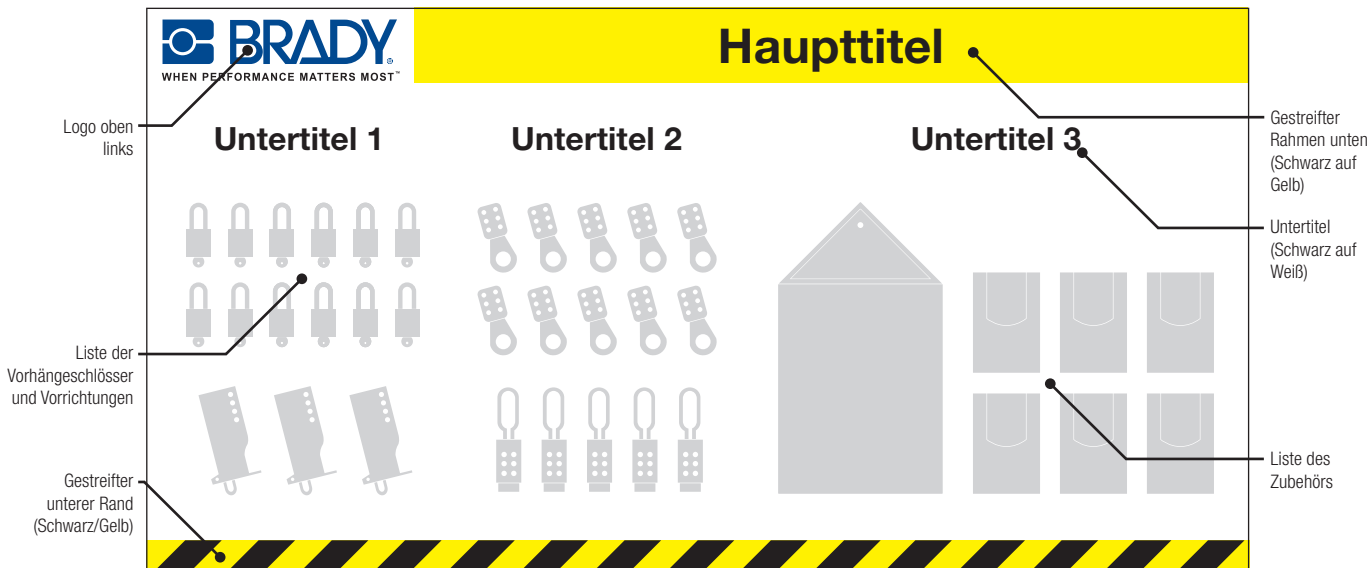 BRADY®
WHEN PERFORMANCE MATTERS MOST™
Haupttitel
Untertitel 1
Untertitel 2
Untertitel 3
Logo oben
links
Liste der
Vorhängeschlösser
und Vorrichtungen
Gestreifter
unterer Rand
(Schwarz/Gelb)
Gestreifter
Rahmen unten
(Schwarz auf
Gelb)
Untertitel
(Schwarz auf
Weiß)
Liste des
Zubehörs